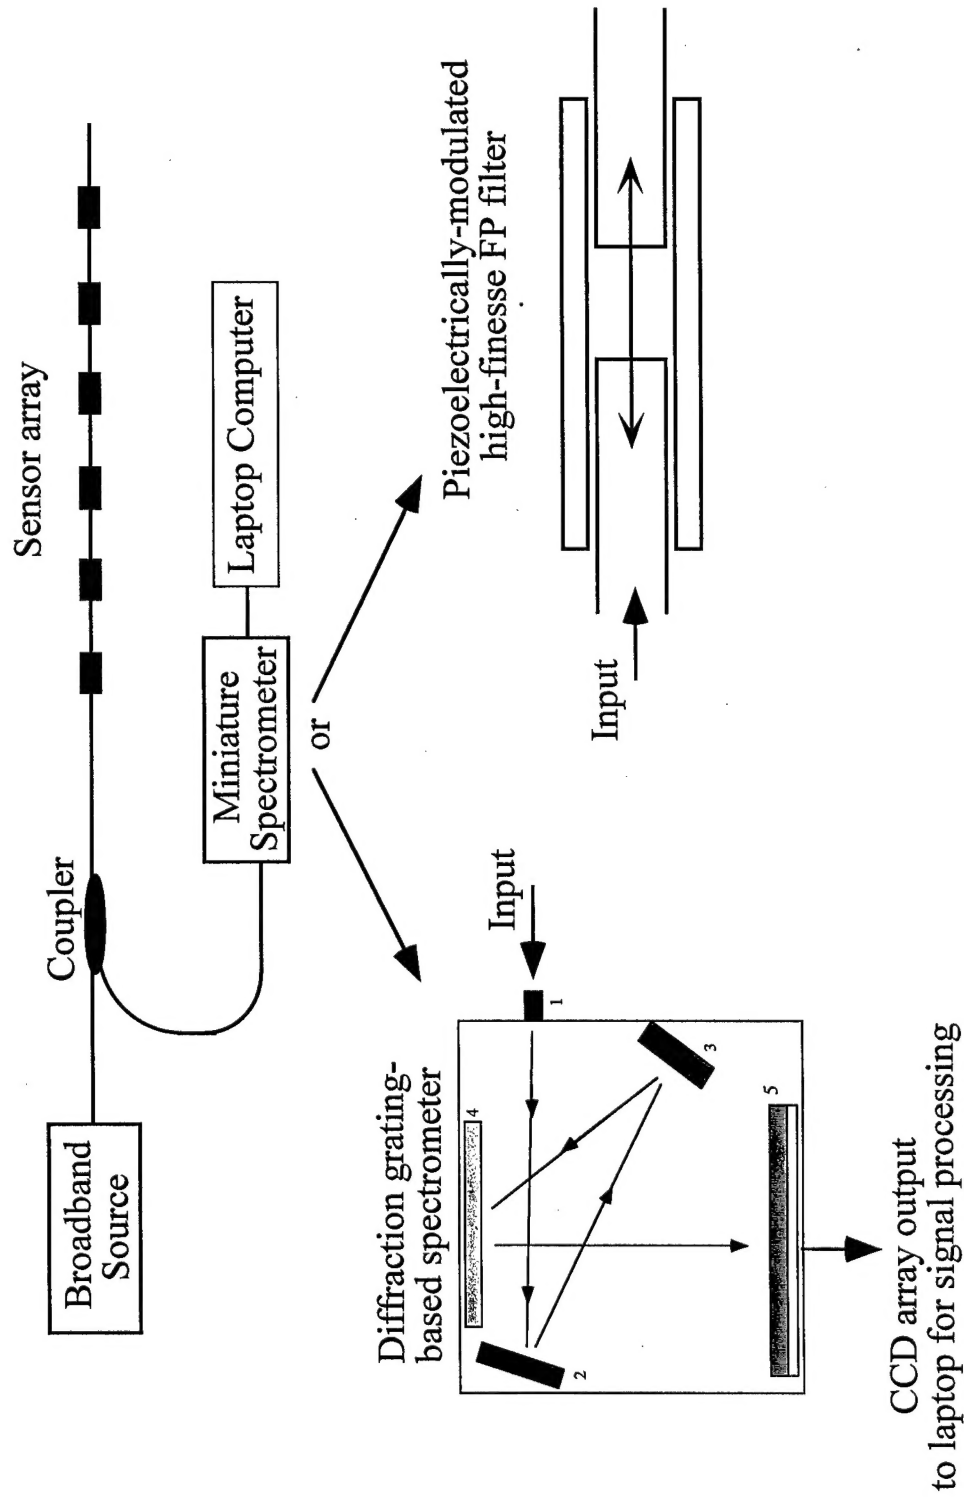 Sensor array
Coupler
Broadband
Source
Miniature
Spectrometer
Laptop Computer
or
Diffraction grating-
based spectrometer
Input
1
2
3
4
5
CCD array output
to laptop for signal processing
Piezoelectrically-modulated
high-finesse FP filter
Input